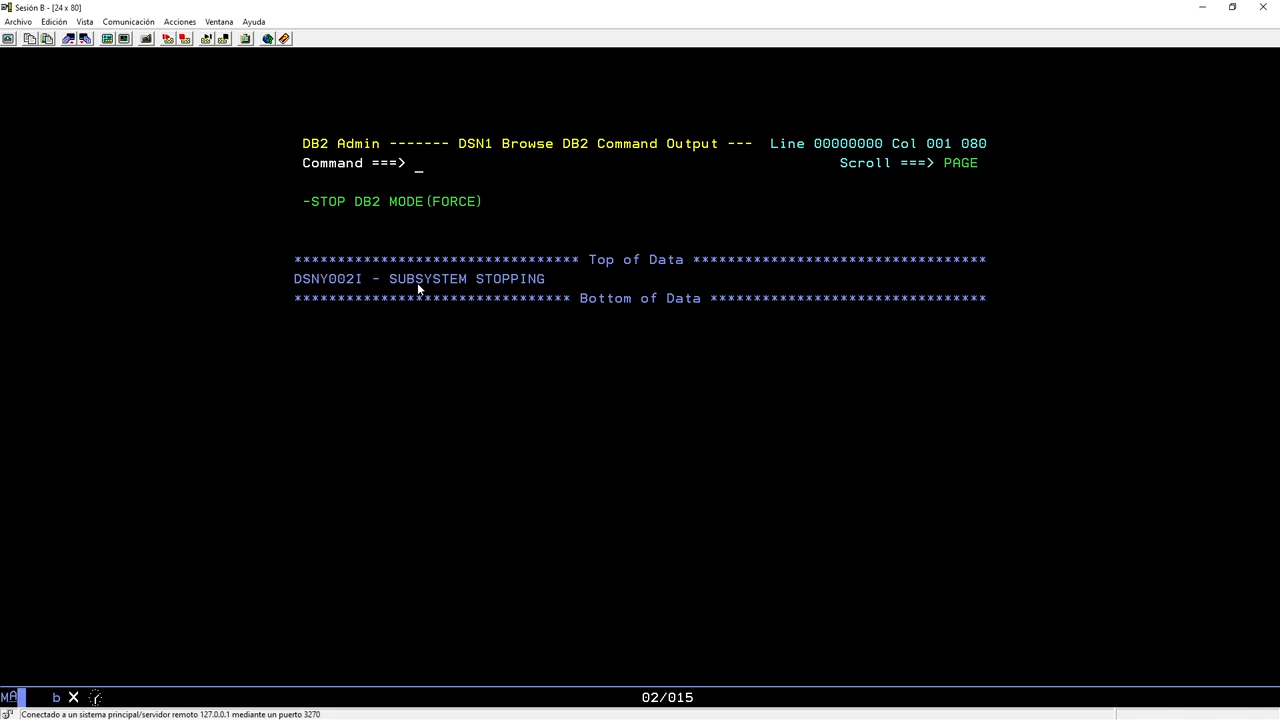 Sesión B - [24 x 80]
Archivo Edición Vista Comunicación Acciones Ventana Ayuda
DB2 Admin ------- DSN1 Browse DB2 Command Output --- Line 00000000 Col 001 080
Command ===> _ Scroll ===> PAGE
-STOP DB2 MODE(FORCE)
********************************* Top of Data **********************************
DSNY002I - SUBSYSTEM STOPPING
******************************** Bottom of Data ********************************
MA b X 02/015
Conectado a un sistema principal/servidor remoto 127.0.0.1 mediante un puerto 3270